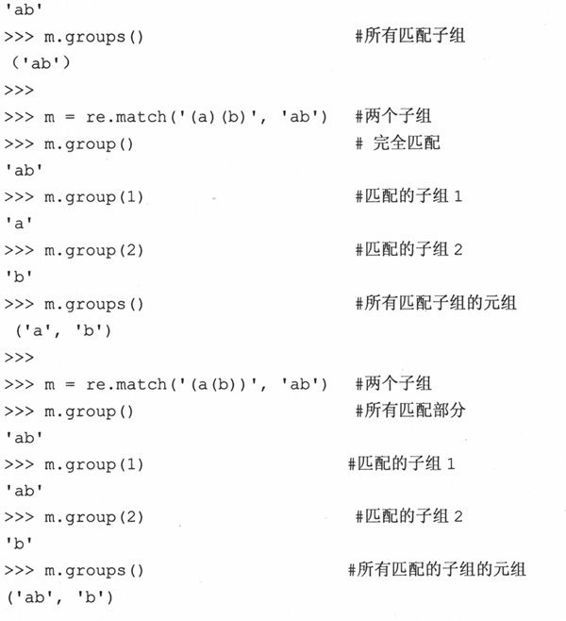 'ab'
>>> m.groups() #所有匹配子组
('ab')
>>>
>>> m = re.match('(a)(b)', 'ab') #两个子组
>>> m.group() # 完全匹配
'ab'
>>> m.group(1) #匹配的子组 1
'a'
>>> m.group(2) #匹配的子组 2
'b'
>>> m.groups() #所有匹配子组的元组
('a', 'b')
>>>
>>> m = re.match('(a(b))', 'ab') #两个子组
>>> m.group() #所有匹配部分
'ab'
>>> m.group(1) #匹配的子组 1
'ab'
>>> m.group(2) #匹配的子组 2
'b'
>>> m.groups() #所有匹配的子组的元组
('ab', 'b')